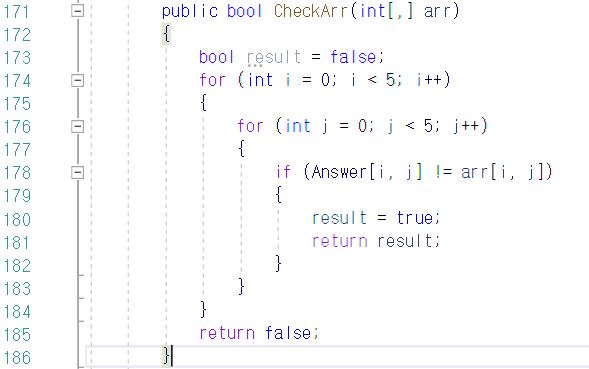 171 public bool CheckArr(int[,] arr)
172 {
173 bool result = false;
174 for (int i = 0; i < 5; i++)
175 {
176 for (int j = 0; j < 5; j++)
177 {
178 if (Answer[i, j] != arr[i, j])
179 {
180 result = true;
181 return result;
182 }
183 }
184 }
185 return false;
186 }